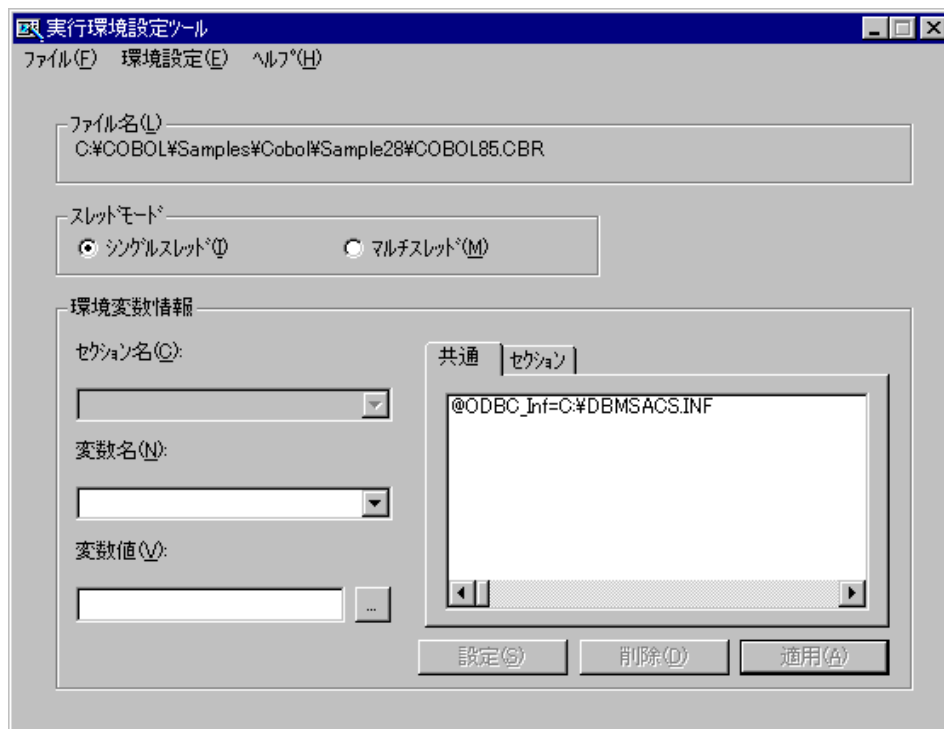 実行環境設定ツール
ファイル(F) 環境設定(E) ヘルプ(H)
ファイル名(L)
C:¥COBOL¥Samples¥Cobol¥Sample28¥COBOL85.CBR
スレッドモード
シングルスレッド(I) マルチスレッド(M)
環境変数情報
セクション名(C):
共通 セクション
@ODBC_Inf=C:¥DBMSACS.INF
変数名(N):
変数値(V):
...
設定(S) 削除(D) 適用(A)